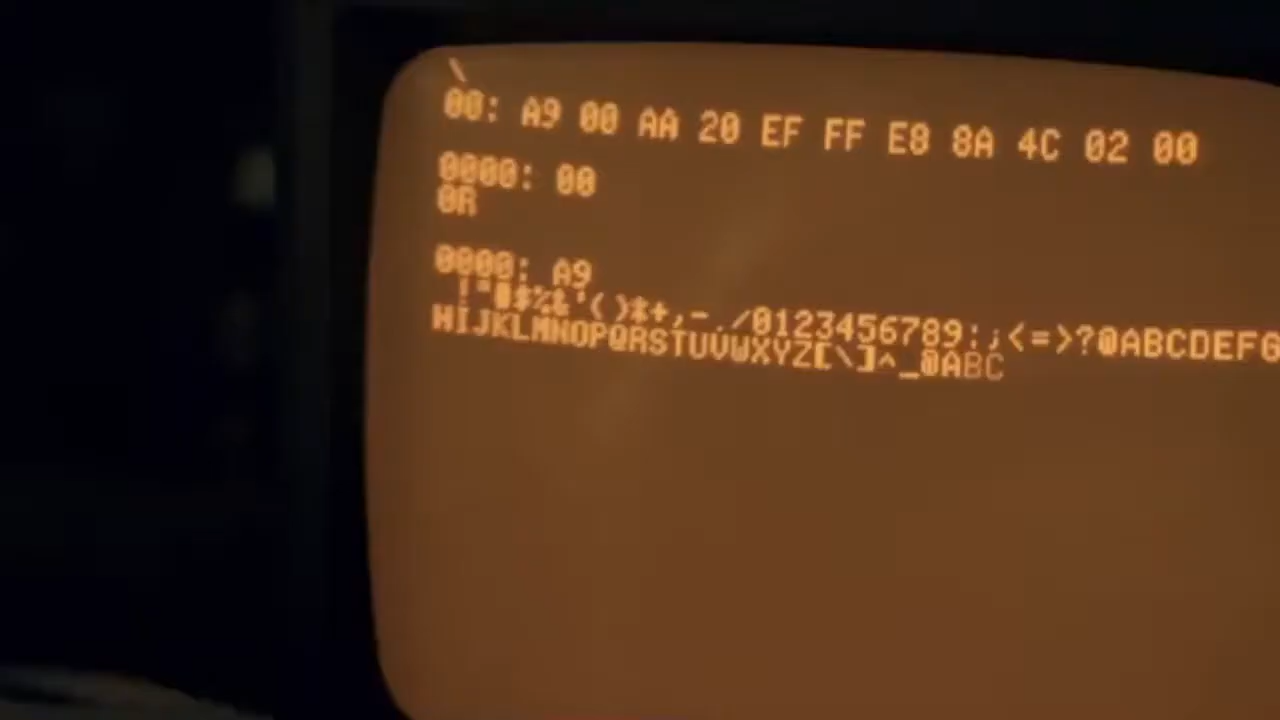 \
00: A9 00 AA 20 EF FF E8 8A 4C 02 00
0000: 00
0R
0000: A9
!"#$%&'()*+,-./0123456789:;<=>?@ABCDEFG
HIJKLMNOPQRSTUVWXYZ[\]^_@ABC